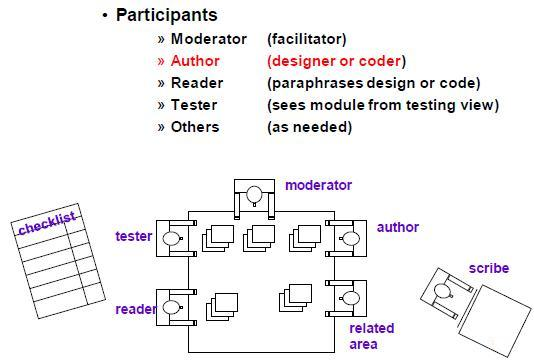 • Participants
» Moderator (facilitator)
» Author (designer or coder)
» Reader (paraphrases design or code)
» Tester (sees module from testing view)
» Others (as needed)
moderator
checklist
tester
author
scribe
reader
related
area